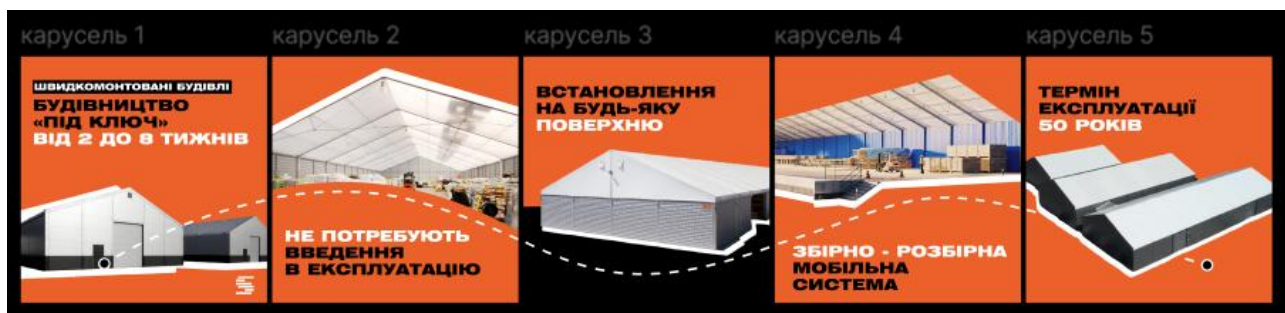 карусель 1
ШВИДКОМОНТОВАНІ БУДІВЛІ
БУДІВНИЦТВО
«ПІД КЛЮЧ»
ВІД 2 ДО 8 ТИЖНІВ
карусель 2
НЕ ПОТРЕБУЮТЬ
ВВЕДЕННЯ
В ЕКСПЛУАТАЦІЮ
карусель 3
ВСТАНОВЛЕННЯ
НА БУДЬ-ЯКУ
ПОВЕРХНЮ
карусель 4
ЗБІРНО - РОЗБІРНА
МОБІЛЬНА
СИСТЕМА
карусель 5
ТЕРМІН
ЕКСПЛУАТАЦІЇ
50 РОКІВ